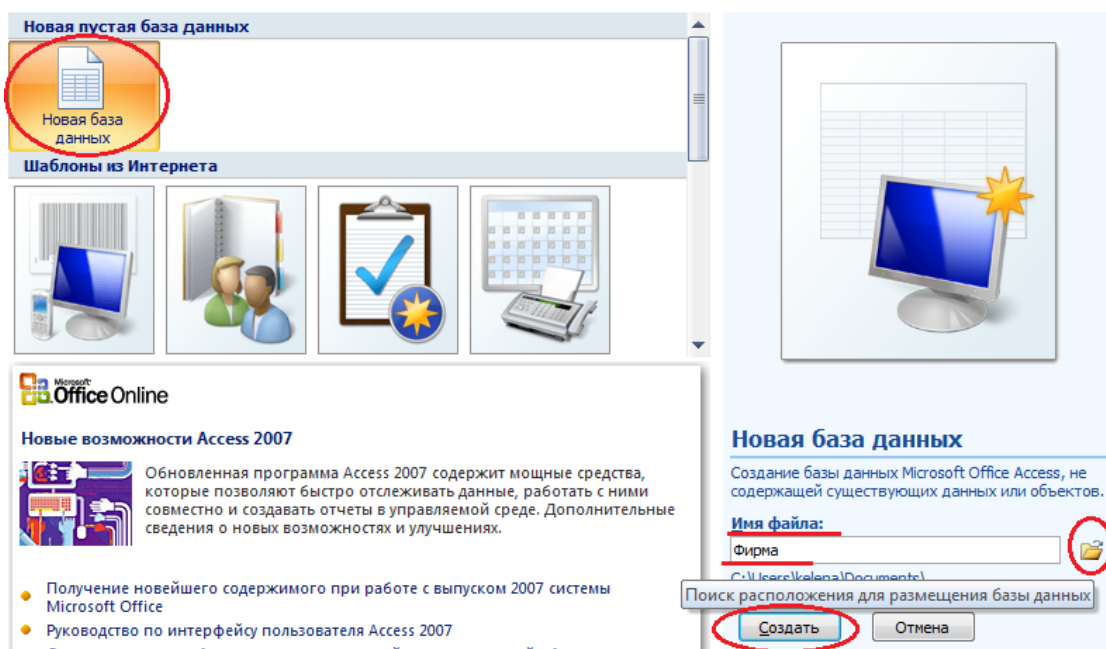 Новая пустая база данных
Новая база
данных
Шаблоны из Интернета
Microsoft
Office Online
Новые возможности Access 2007
Обновленная программа Access 2007 содержит мощные средства,
которые позволяют быстро отслеживать данные, работать с ними
совместно и создавать отчеты в управляемой среде. Дополнительные
сведения о новых возможностях и улучшениях.
Получение новейшего содержимого при работе с выпуском 2007 системы
Microsoft Office
Руководство по интерфейсу пользователя Access 2007
Новая база данных
Создание базы данных Microsoft Office Access, не
содержащей существующих данных или объектов.
Имя файла:
Фирма
C:\Users\kelena\Documents\
Поиск расположения для размещения базы данных
Создать
Отмена